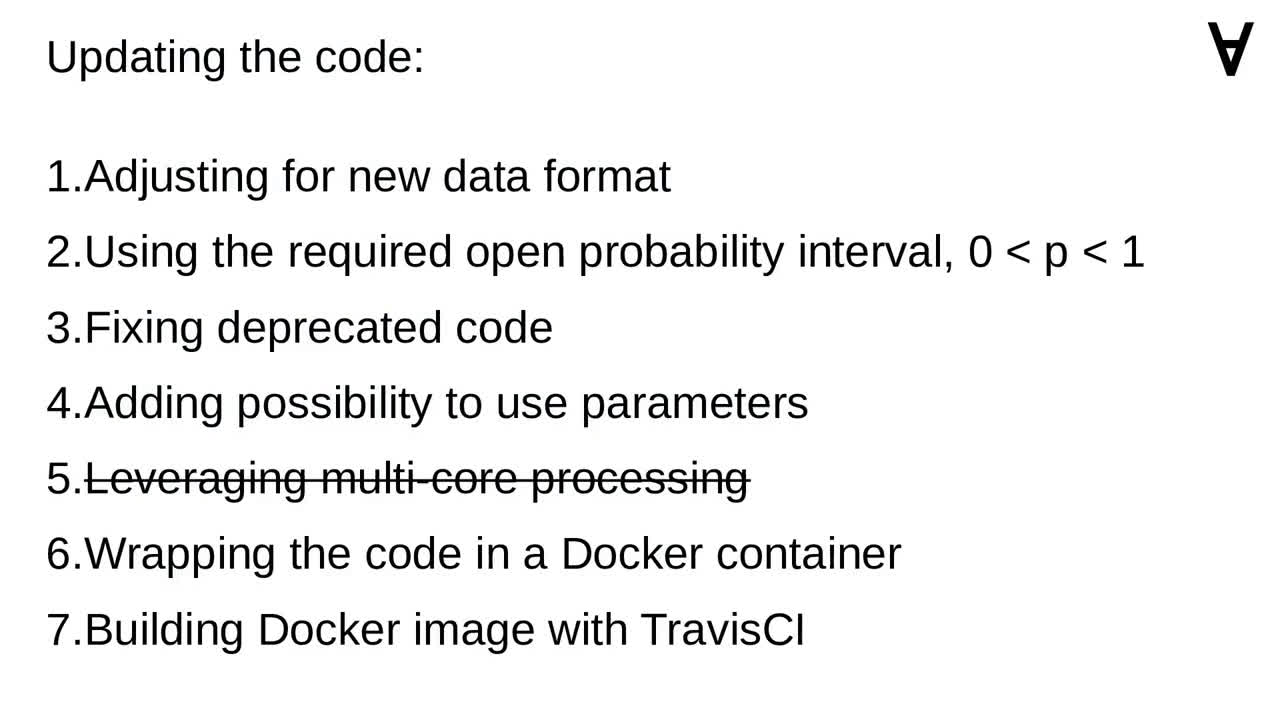 Updating the code:
∀
1.Adjusting for new data format
2.Using the required open probability interval, 0 < p < 1
3.Fixing deprecated code
4.Adding possibility to use parameters
5.Leveraging multi-core processing
6.Wrapping the code in a Docker container
7.Building Docker image with TravisCI